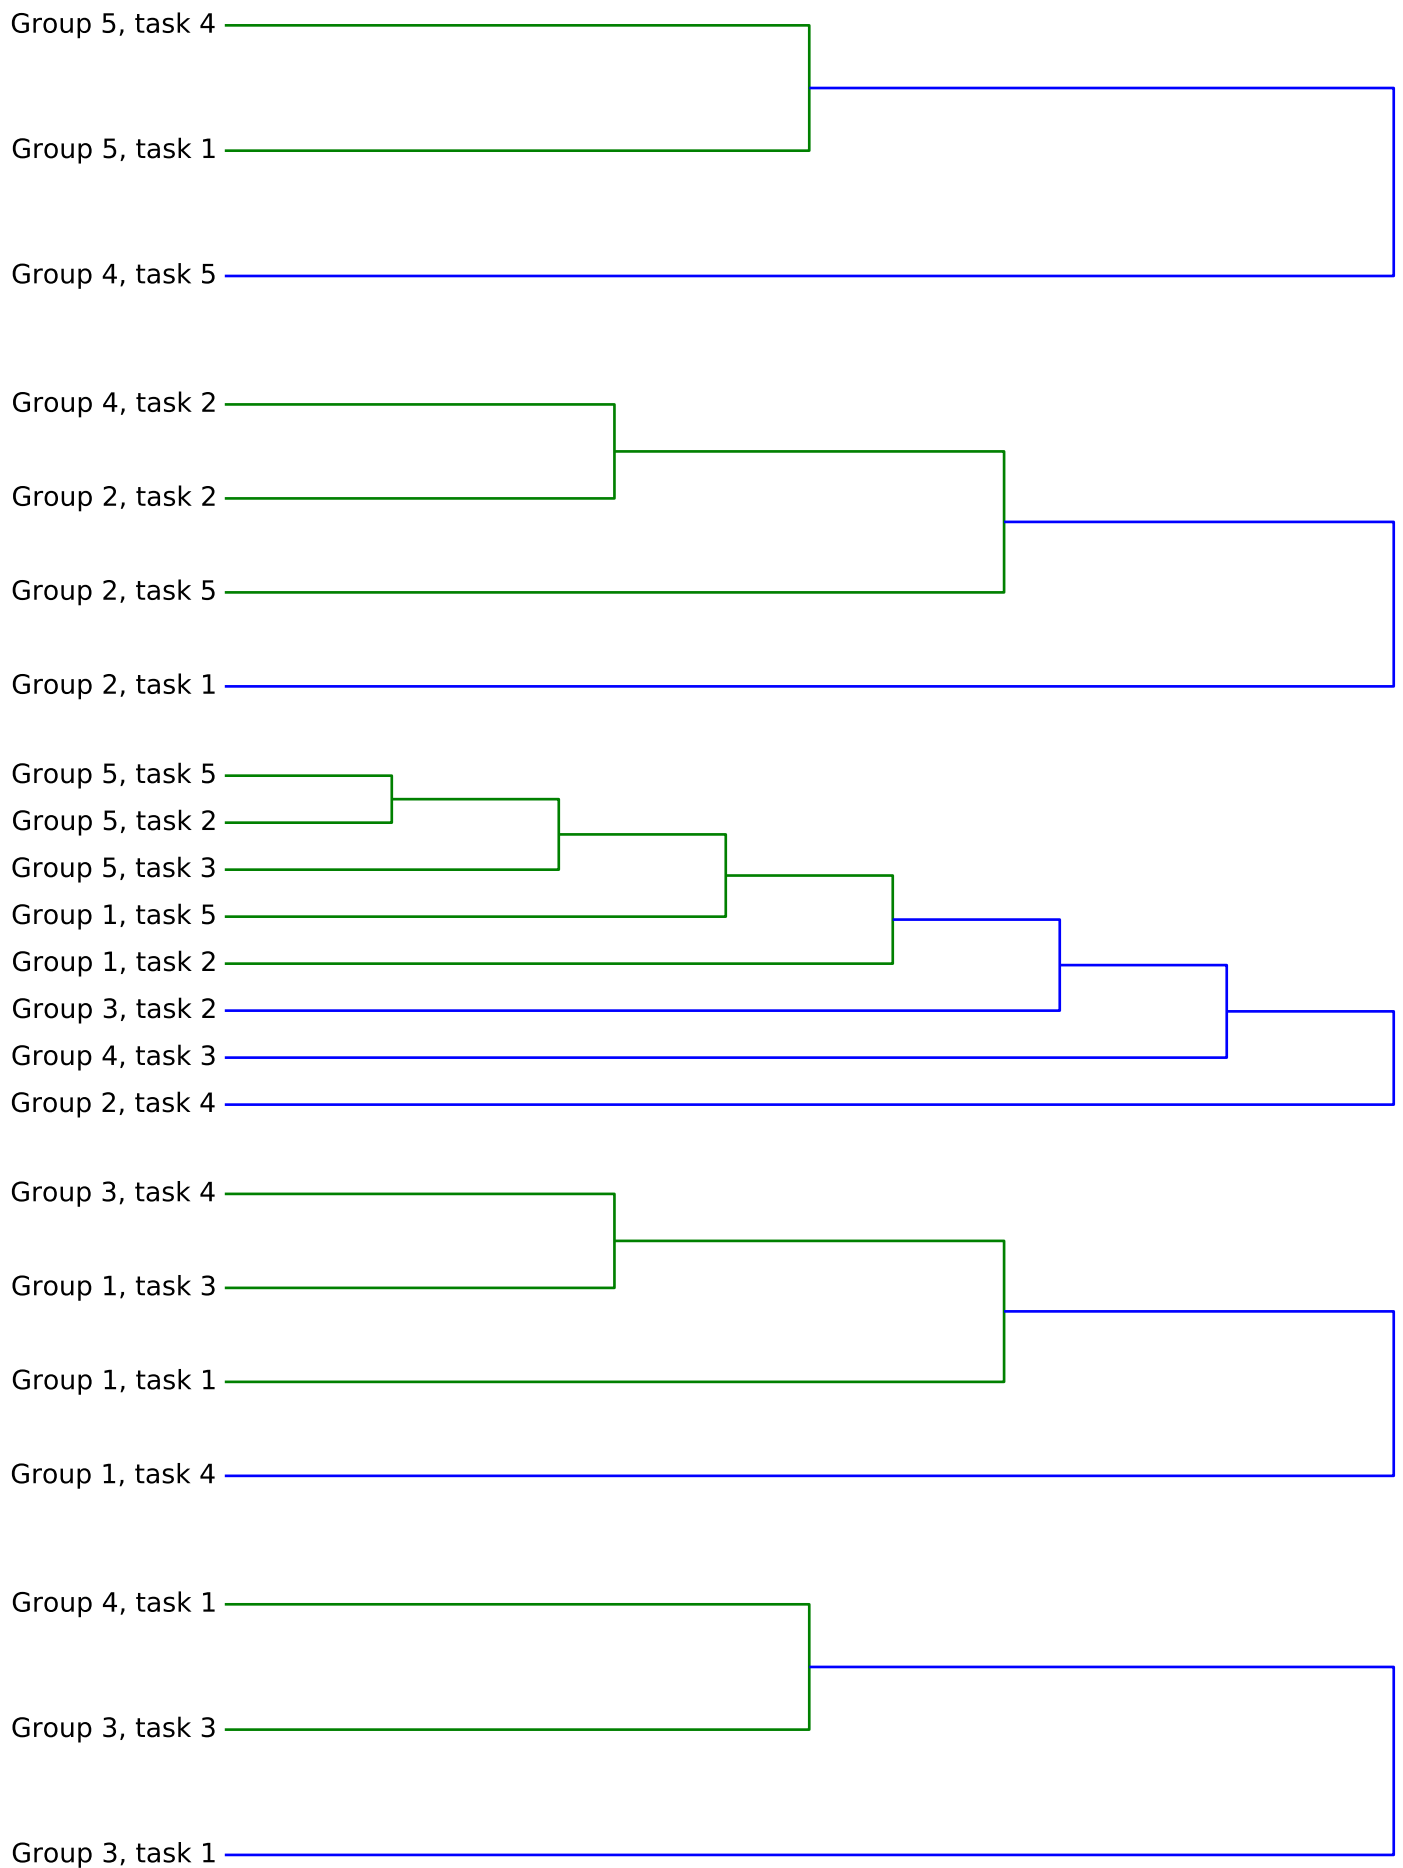 Group 5, task 4
Group 5, task 1
Group 4, task 5
Group 4, task 2
Group 2, task 2
Group 2, task 5
Group 2, task 1
Group 5, task 5
Group 5, task 2
Group 5, task 3
Group 1, task 5
Group 1, task 2
Group 3, task 2
Group 4, task 3
Group 2, task 4
Group 3, task 4
Group 1, task 3
Group 1, task 1
Group 1, task 4
Group 4, task 1
Group 3, task 3
Group 3, task 1